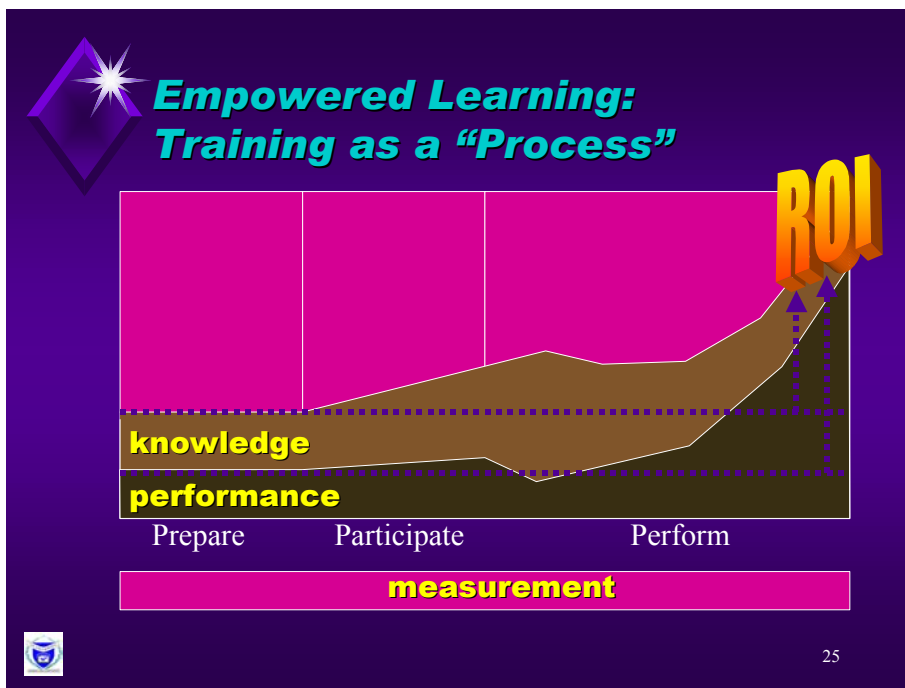 Empowered Learning:
Training as a “Process”
ROI
knowledge
performance
Prepare Participate Perform
measurement
25